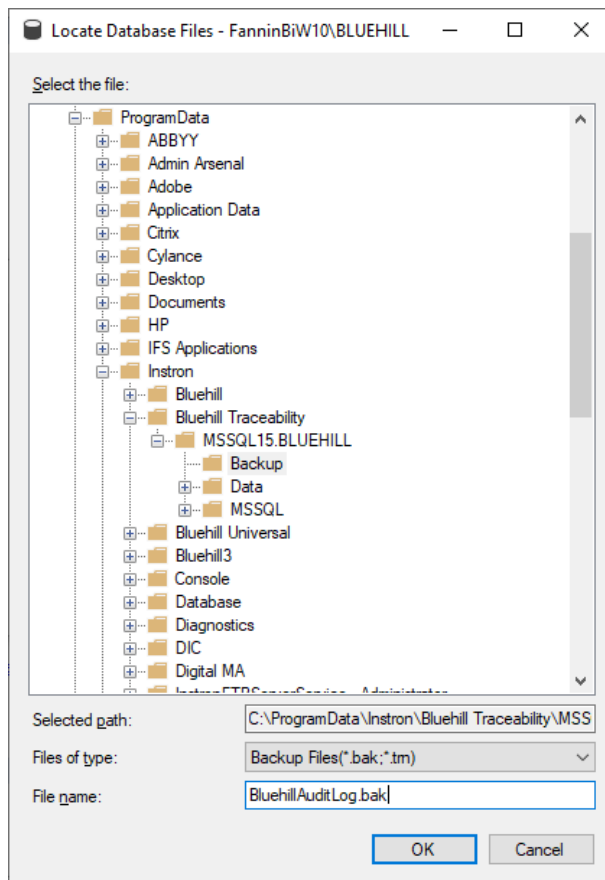 Locate Database Files - FanninBiW10\BLUEHILL
Select the file:
ProgramData
ABBYY
Admin Arsenal
Adobe
Application Data
Citrix
Cylance
Desktop
Documents
HP
IFS Applications
Instron
Bluehill
Bluehill Traceability
MSSQL15.BLUEHILL
Backup
Data
MSSQL
Bluehill Universal
Bluehill3
Console
Database
Diagnostics
DIC
Digital MA
Selected path:
C:\ProgramData\Instron\Bluehill Traceability\MSS
Files of type:
Backup Files(*.bak;*.trn)
File name:
BluehillAuditLog.bak
OK
Cancel